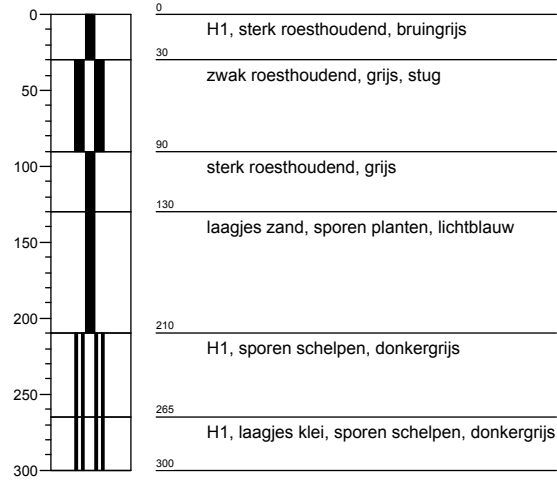 0
0
H1, sterk roesthoudend, bruingrijs
30
zwak roesthoudend, grijs, stug
50
90
100
sterk roesthoudend, grijs
130
laagjes zand, sporen planten, lichtblauw
150
200
210
H1, sporen schelpen, donkergrijs
250
265
H1, laagjes klei, sporen schelpen, donkergrijs
300
300